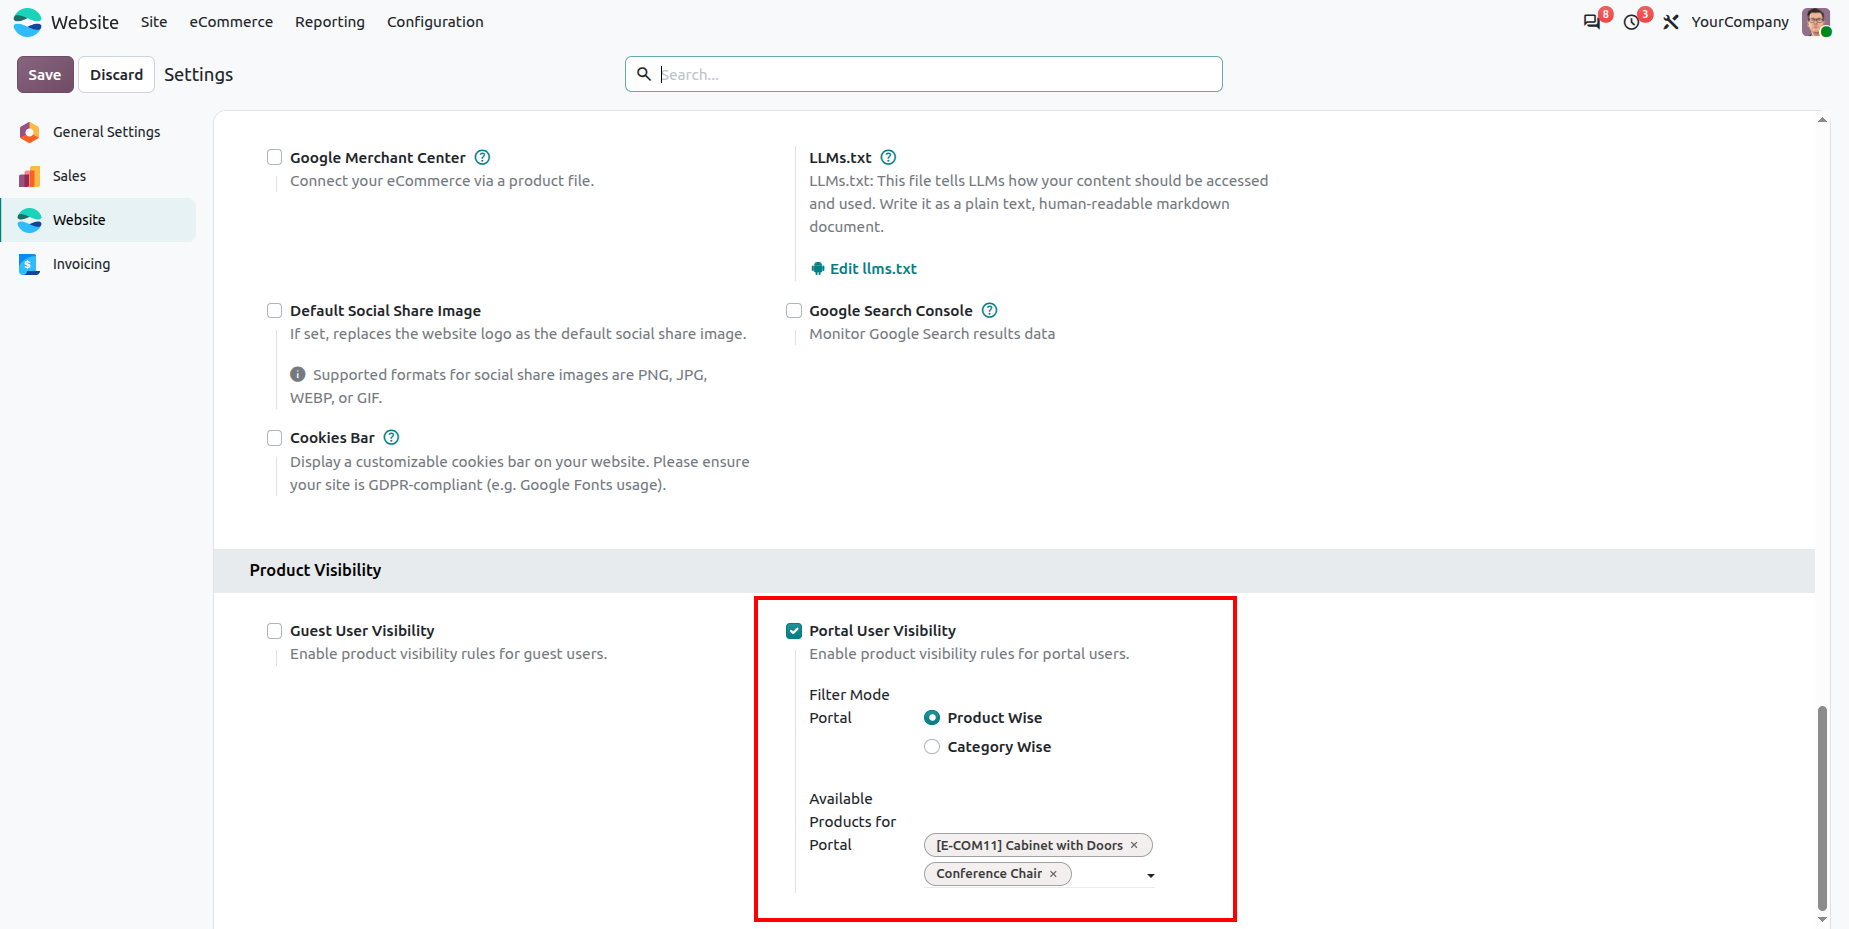 Website Site eCommerce Reporting Configuration 8 3 YourCompany
Save Discard Settings Search...
General Settings
Sales
Website
Invoicing
Google Merchant Center ?
Connect your eCommerce via a product file.
LLMs.txt ?
LLMs.txt: This file tells LLMs how your content should be accessed
and used. Write it as a plain text, human-readable markdown
document.
Edit llms.txt
Default Social Share Image
If set, replaces the website logo as the default social share image.
Supported formats for social share images are PNG, JPG,
WEBP, or GIF.
Google Search Console ?
Monitor Google Search results data
Cookies Bar ?
Display a customizable cookies bar on your website. Please ensure
your site is GDPR-compliant (e.g. Google Fonts usage).
Product Visibility
Guest User Visibility
Enable product visibility rules for guest users.
Portal User Visibility
Enable product visibility rules for portal users.
Filter Mode
Portal
Product Wise
Category Wise
Available
Products for
Portal
[E-COM11] Cabinet with Doors ×
Conference Chair ×